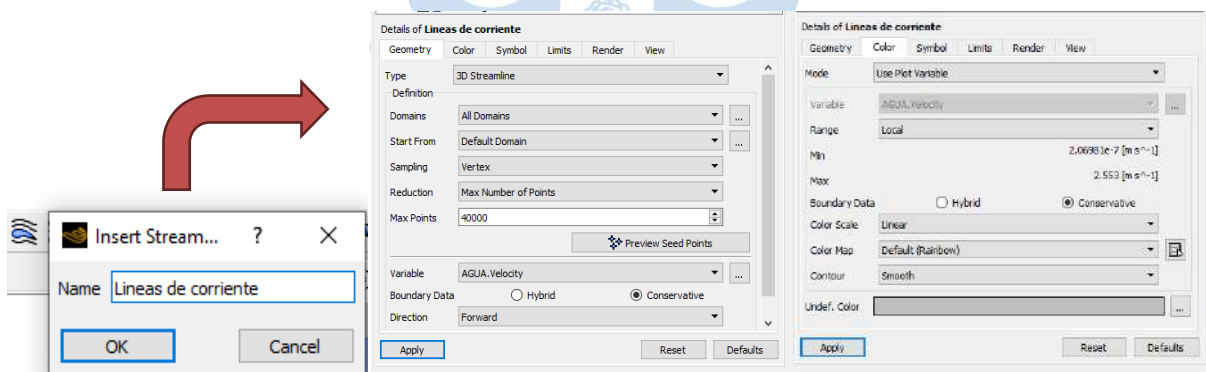 Insert Stream... ?
Name Lineas de corriente
OK Cancel
Details of Lineas de corriente
Geometry Color Symbol Limits Render View
Type 3D Streamline
Definition
Domains All Domains ...
Start From Default Domain ...
Sampling Vertex
Reduction Max Number of Points
Max Points 40000
Preview Seed Points
Variable AGUA.Velocity ...
Boundary Data Hybrid Conservative
Direction Forward
Apply Reset Defaults
Details of Lineas de corriente
Geometry Color Symbol Limits Render View
Mode Use Plot Variable
Variable AGUA.Velocity ...
Range Local
Min 2.06981e-7 [m s^-1]
Max 2.553 [m s^-1]
Boundary Data Hybrid Conservative
Color Scale Linear
Color Map Default (Rainbow)
Contour Smooth
Undef. Color ...
Apply Reset Defaults